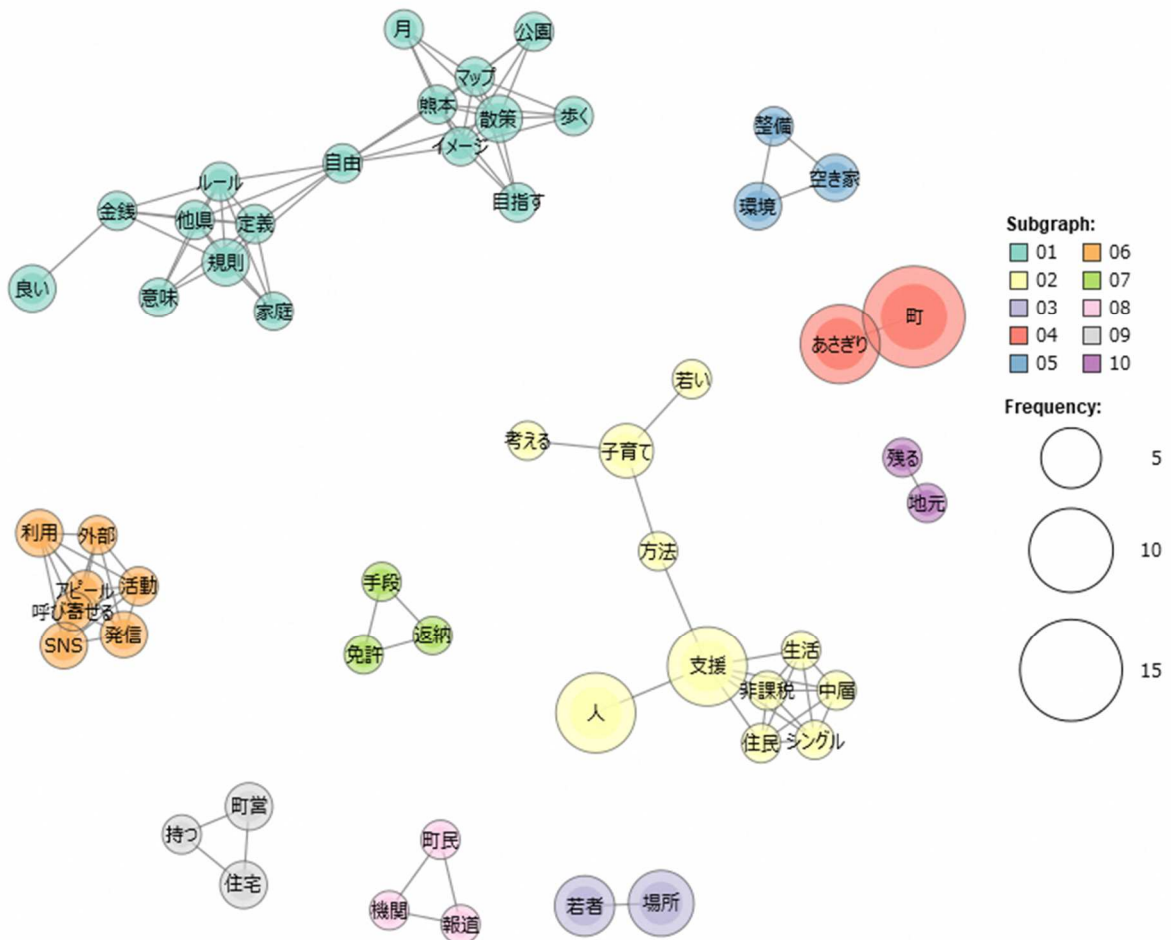 月
公園
マップ
熊本
散策
歩く
イメージ
目指す
自由
ルール
金銭
他県
定義
規則
良い
意味
家庭
整備
空き家
環境
町
あさぎり
Subgraph:
01 06
02 07
03 08
04 09
05 10
Frequency:
5
10
15
若い
考える
子育て
方法
残る
地元
利用
外部
アピール
活動
呼び寄せる
SNS
発信
手段
返納
免許
支援
生活
非課税
中層
人
住民
シングル
町営
持つ
住宅
町民
機関
報道
若者
場所